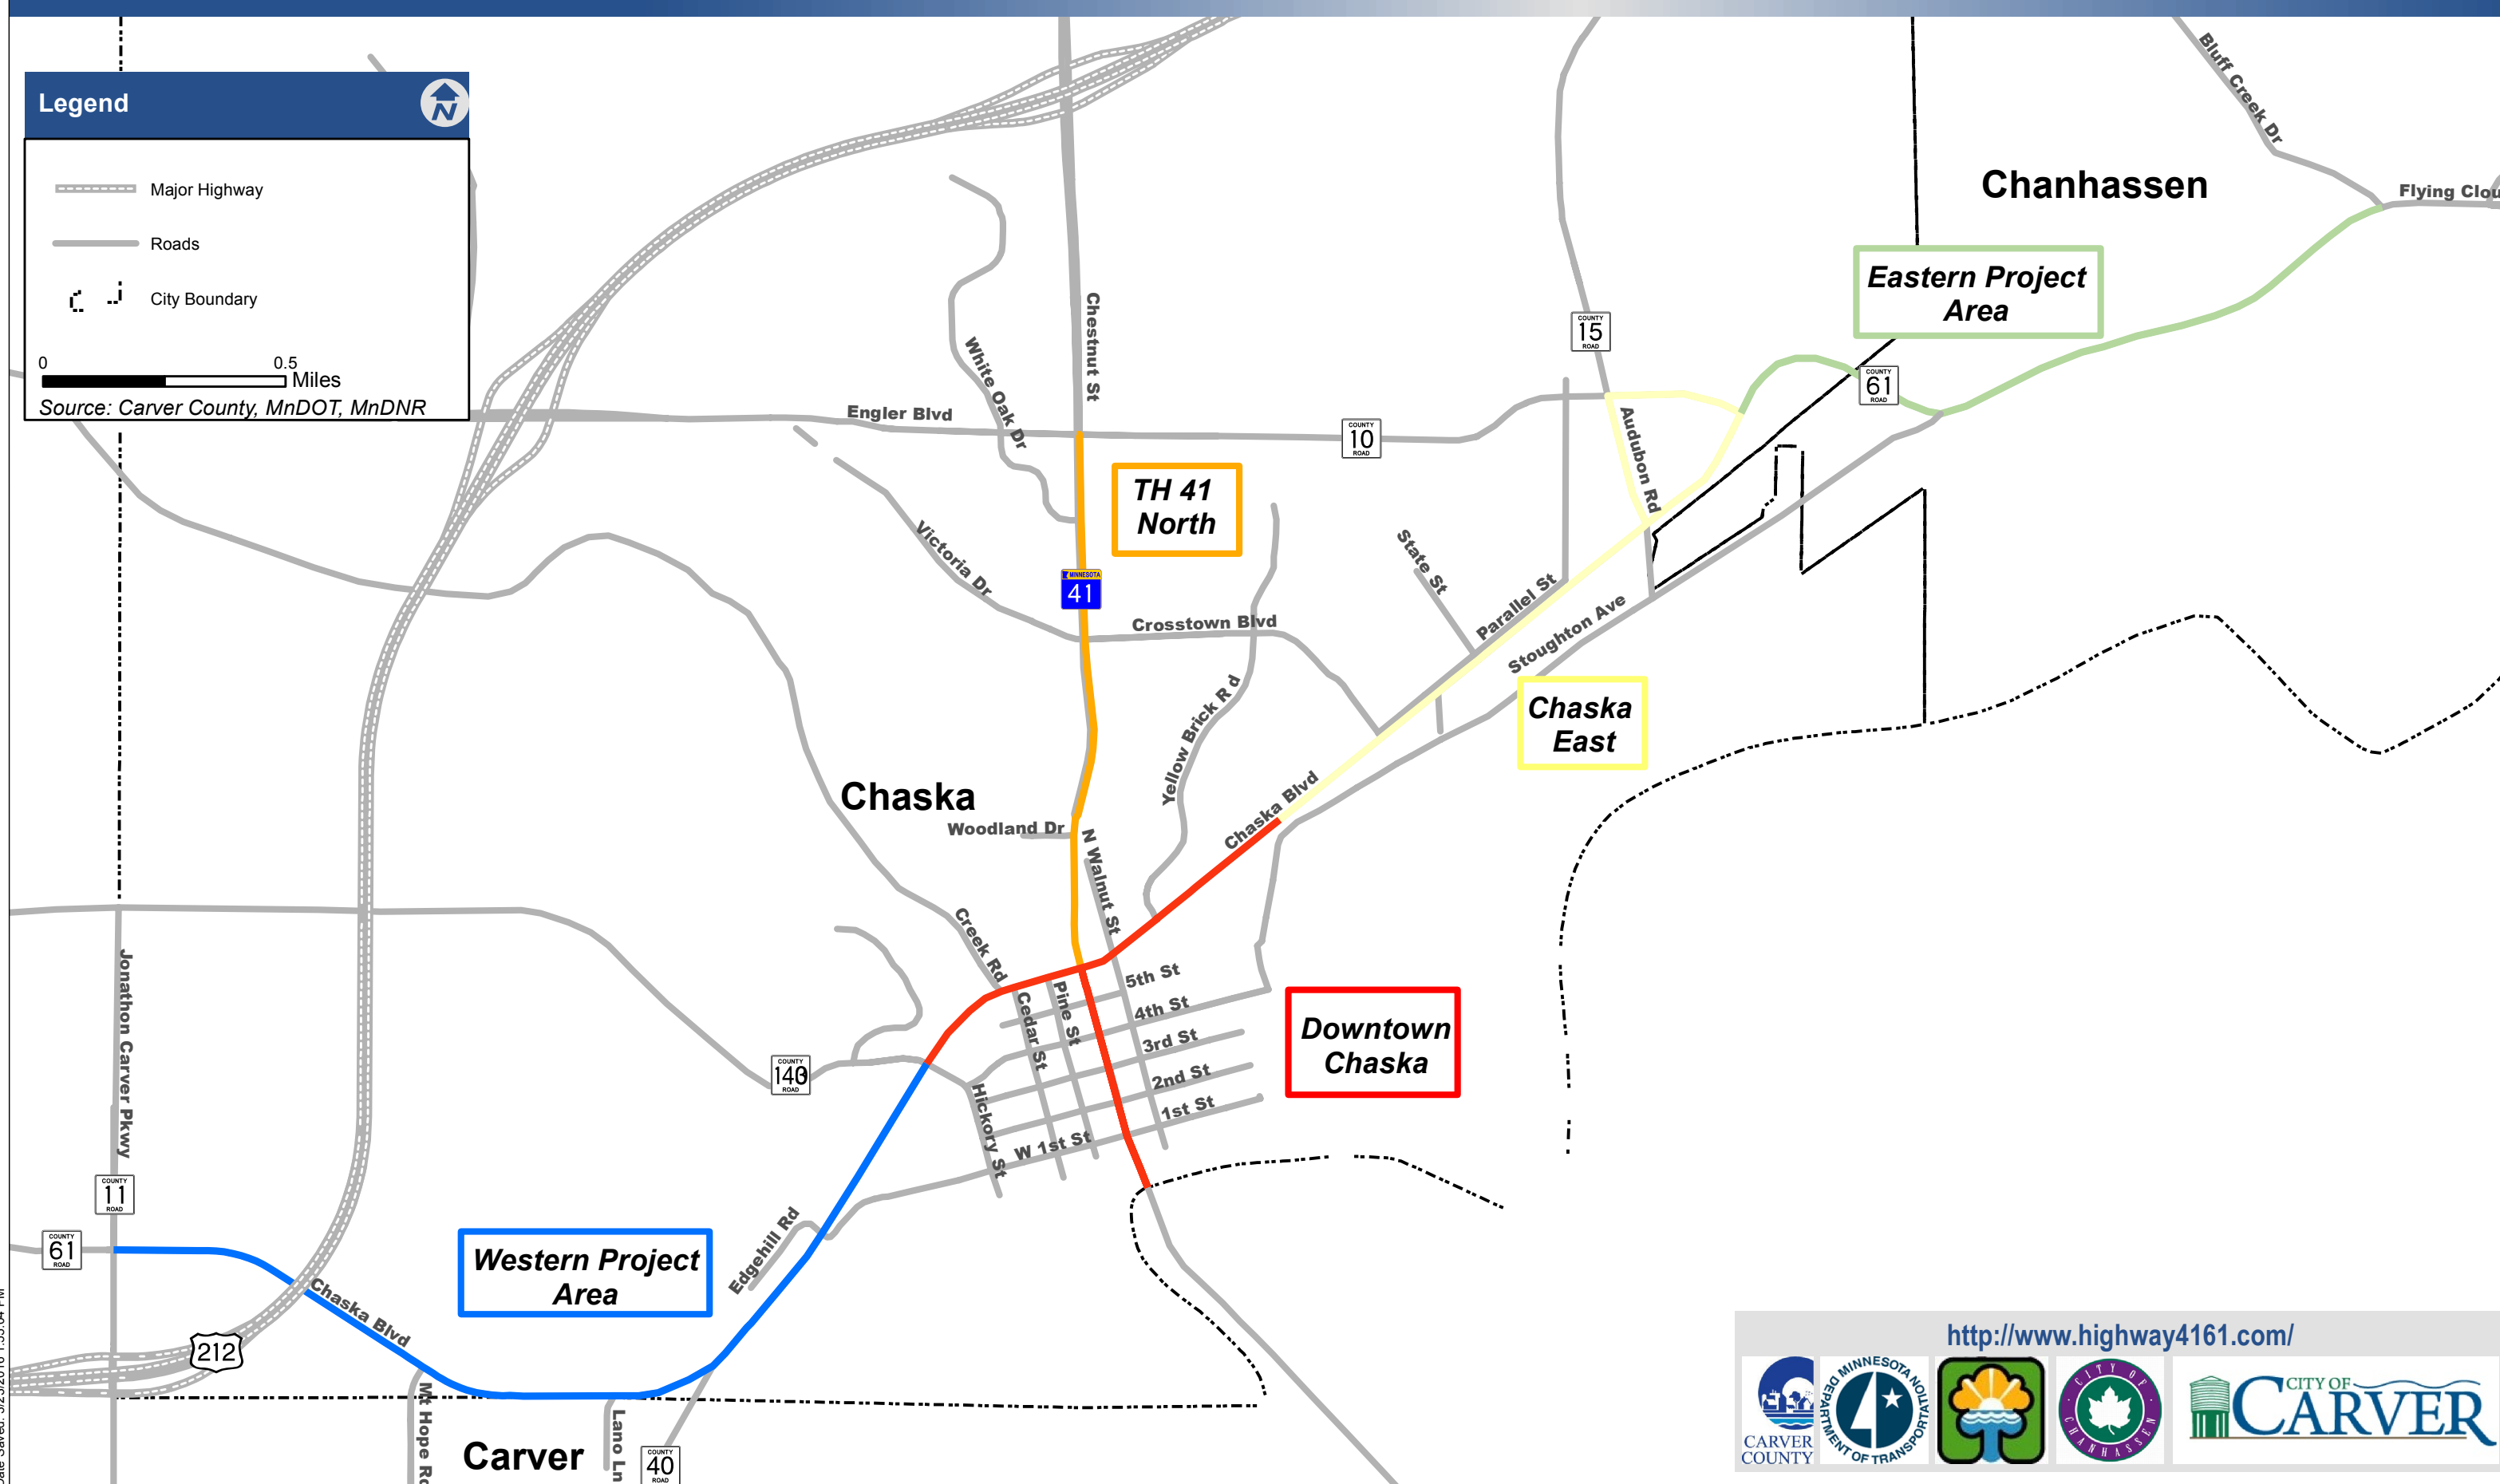 Legend
N
Major Highway
Roads
City Boundary
0 0.5
Miles
Source: Carver County, MnDOT, MnDNR
Bluff Creek Dr
Chanhassen
Flying Clou
Eastern Project
Area
COUNTY
15
ROAD
COUNTY
61
ROAD
Chestnut St
White Oak Dr
Engler Blvd
COUNTY
10
ROAD
Audubon Rd
TH 41
North
Victoria Dr
MINNESOTA
41
State St
Parallel St
Crosstown Blvd
Stoughton Ave
Yellow Brick R d
Chaska
East
Chaska
Woodland Dr
Chaska Blvd
N Walnut St
Creek Rd
Jonathon Carver Pkwy
5th St
Pine St
Cedar St
4th St
3rd St
2nd St
1st St
W 1st St
Hickory St
Downtown
Chaska
COUNTY
140
ROAD
COUNTY
11
ROAD
COUNTY
61
ROAD
Edgehill Rd
Western Project
Area
Chaska Blvd
212
Mt Hope Rd
Carver
Lano Ln
COUNTY
40
ROAD
http://www.highway4161.com/
CARVER
COUNTY
MINNESOTA
DEPARTMENT OF TRANSPORTATION
CITY OF
CHANHASSEN
CITY OF
CARVER